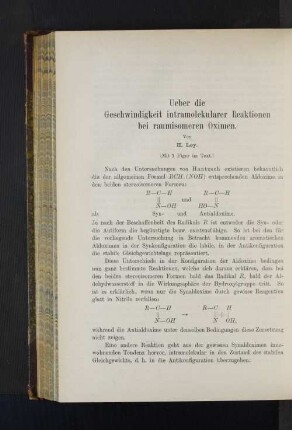 Ueber die
Geschwindigkeit intramolekularer Reaktionen
bei raumisomeren Oximen.
Von
H. Ley.
(Mit 1 Figur im Text.)
Nach den Untersuchungen von Hantzsch existieren bekanntlich
die der allgemeinen Formel RCH:(NOH) entsprechenden Aldoxime in
den beiden stereoisomeren Formen:
R—C—H R—C—H
‖ und ‖
N—OH HO—N
als Syn- und Antialdoxime.
Je nach der Beschaffenheit des Radikals R ist entweder die Syn- oder
die Antiform die begünstigte bezw. existenzfähige. So ist bei den für
die vorliegende Untersuchung in Betracht kommenden aromatischen
Aldoximen in der Synkonfiguration die labile, in der Antikonfiguration
die stabile Gleichgewichtslage repräsentiert.
Diese Unterschiede in der Konfiguration der Aldoxime bedingen
nun ganz bestimmte Reaktionen, welche sich daraus erklären, dass bei
den beiden stereoisomeren Formen bald das Radikal R, bald der Al-
dehydwasserstoff in die Wirkungssphäre der Hydroxylgruppe tritt. So
ist es erklärlich, wenn nur die Synaldoxime durch gewisse Reagentien
glatt in Nitrile zerfallen:
R—C—H R—C H
‖ →
N—OH N OH,
während die Antialdoxime unter denselben Bedingungen diese Zersetzung
nicht zeigen.
Eine andere Reaktion geht aus der gewissen Synaldoximen inne-
wohnenden Tendenz hervor, intramolekular in den Zustand des stabilen
Gleichgewichts, d. h. in die Antikonfiguration überzugehen.